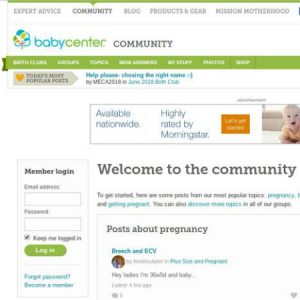 EXPERT ADVICE COMMUNITY BLOG PRODUCTS & GEAR MISSION MOTHERHOOD
babycenter COMMUNITY
BIRTH CLUBS GROUPS TOPICS MOM ANSWERS MY STUFF PHOTOS SUPPORT
TODAY'S MOST POPULAR POSTS
Help please- chosing the right name :-)
by MECA2018 in June 2018 Birth Club
advertisement
Available nationwide.
Highly rated by Morningstar.
Let's get started
Member login
Email address:
Password:
Keep me logged in
Log in
Forgot password?
Become a member
Welcome to the community
To get started, here are some posts from our most popular topics: pregnancy,
and getting pregnant. You can also discover more topics in all of our groups.
Posts about pregnancy
Breech and ECV
in Plus Size and Pregnant
Hey ladies I'm 36w5d and baby...
Latest: 4 hrs ago
0